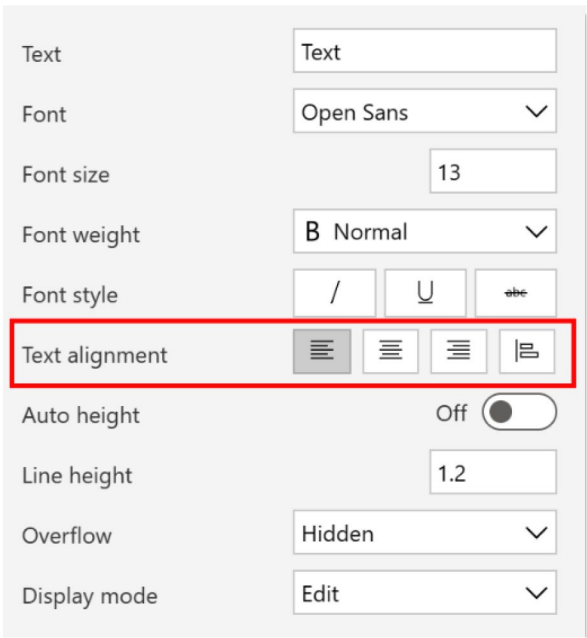 Text Text
Font Open Sans
Font size 13
Font weight B Normal
Font style / U abc
Text alignment
Auto height Off
Line height 1.2
Overflow Hidden
Display mode Edit